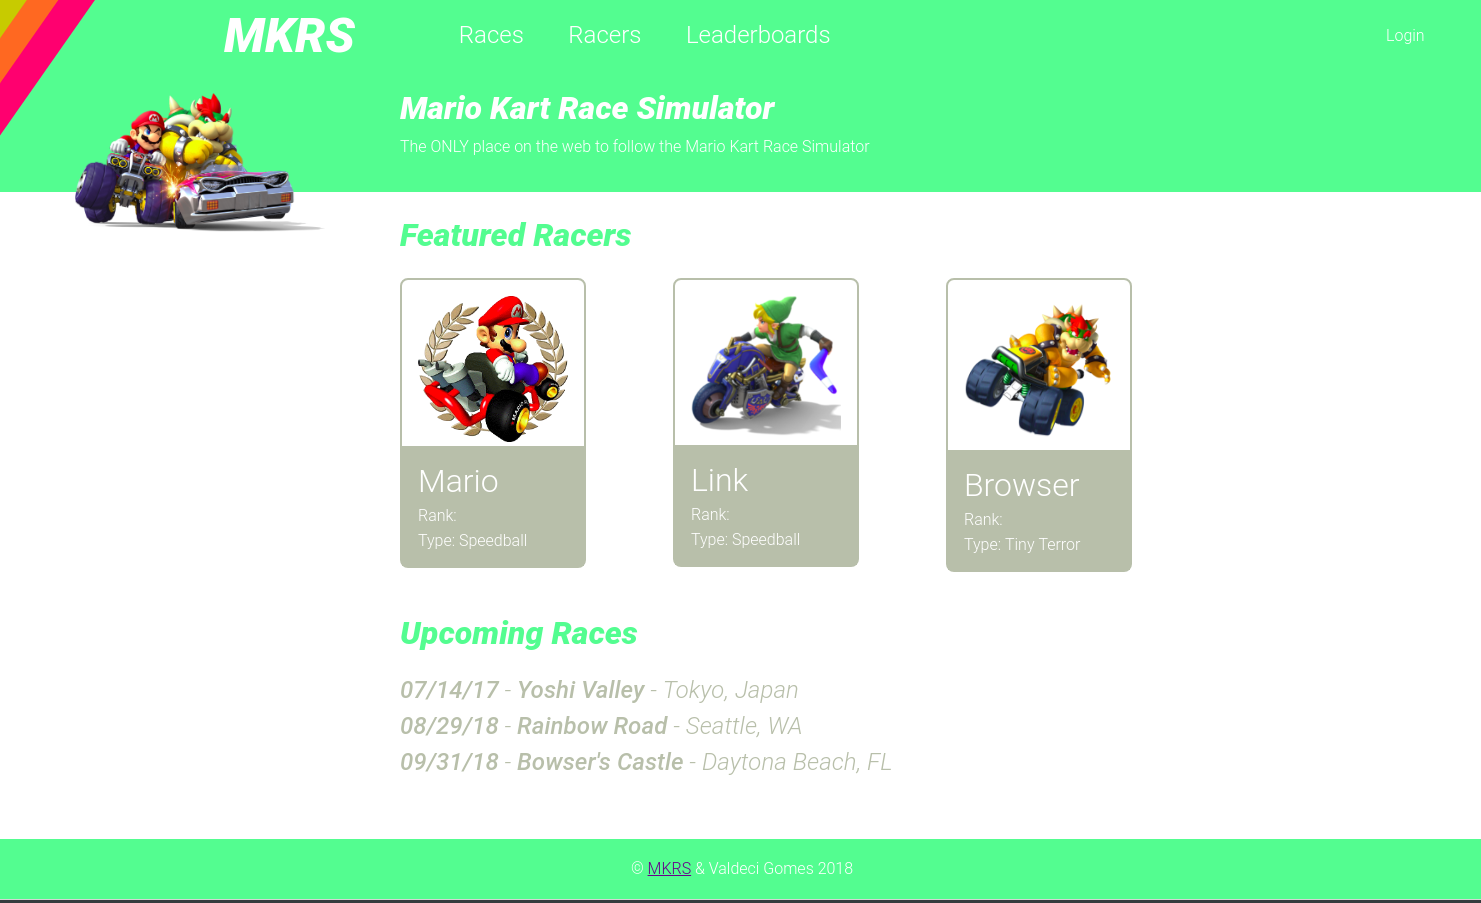 MKRS
Races
Racers
Leaderboards
Login
Mario Kart Race Simulator
The ONLY place on the web to follow the Mario Kart Race Simulator
Featured Racers
Mario
Rank:
Type: Speedball
Link
Rank:
Type: Speedball
Browser
Rank:
Type: Tiny Terror
Upcoming Races
07/14/17 - Yoshi Valley - Tokyo, Japan
08/29/18 - Rainbow Road - Seattle, WA
09/31/18 - Bowser's Castle - Daytona Beach, FL
© MKRS & Valdeci Gomes 2018